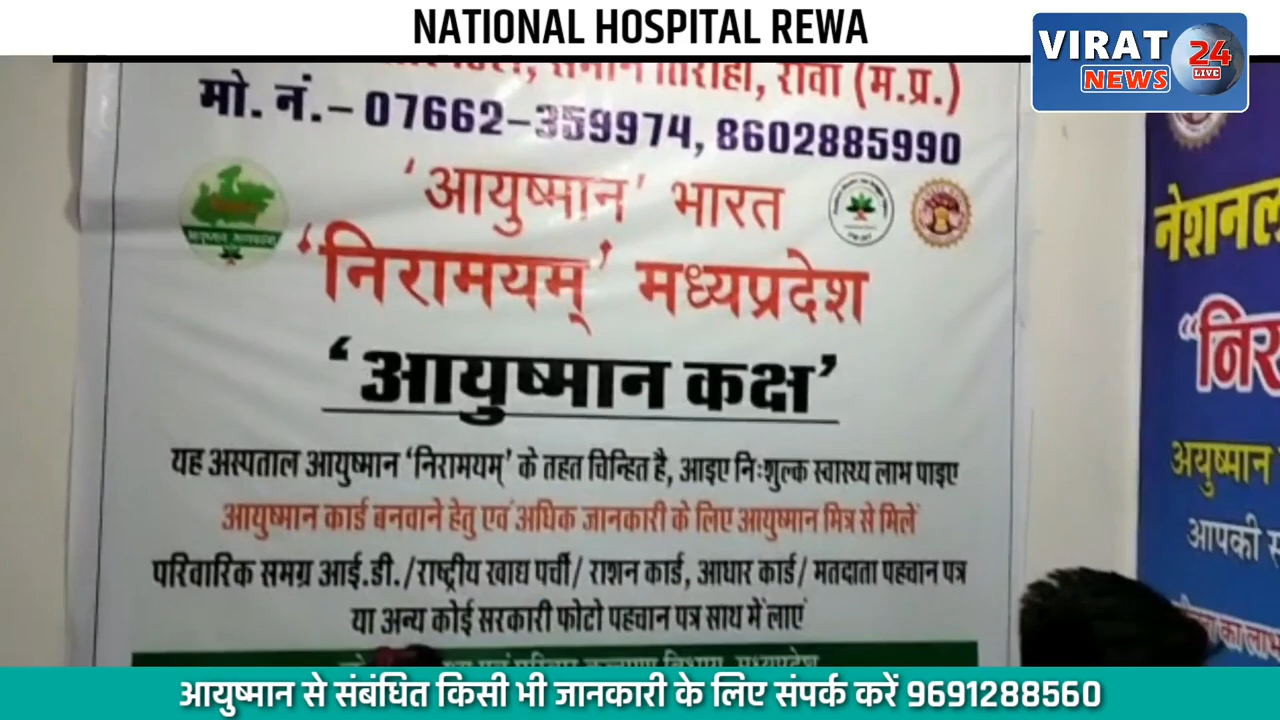 NATIONAL HOSPITAL REWA
VIRAT
NEWS
24
LIVE
तिराहा, रीवा (म.प्र.)
मो. नं.– 07662–359974, 8602885990
‘आयुष्मान’ भारत
‘निरामयम्’ मध्यप्रदेश
‘आयुष्मान कक्ष’
यह अस्पताल आयुष्मान ‘निरामयम्’ के तहत चिन्हित है, आइए निःशुल्क स्वास्थ्य लाभ पाइए
आयुष्मान कार्ड बनवाने हेतु एवं अधिक जानकारी के लिए आयुष्मान मित्र से मिलें
परिवारिक समग्र आई.डी./राष्ट्रीय खाद्य पर्ची/ राशन कार्ड, आधार कार्ड/ मतदाता पहचान पत्र
या अन्य कोई सरकारी फोटो पहचान पत्र साथ में लाएं
अयुष्मान
आपकी
का लाभ
आयुष्मान से संबंधित किसी भी जानकारी के लिए संपर्क करें 9691288560